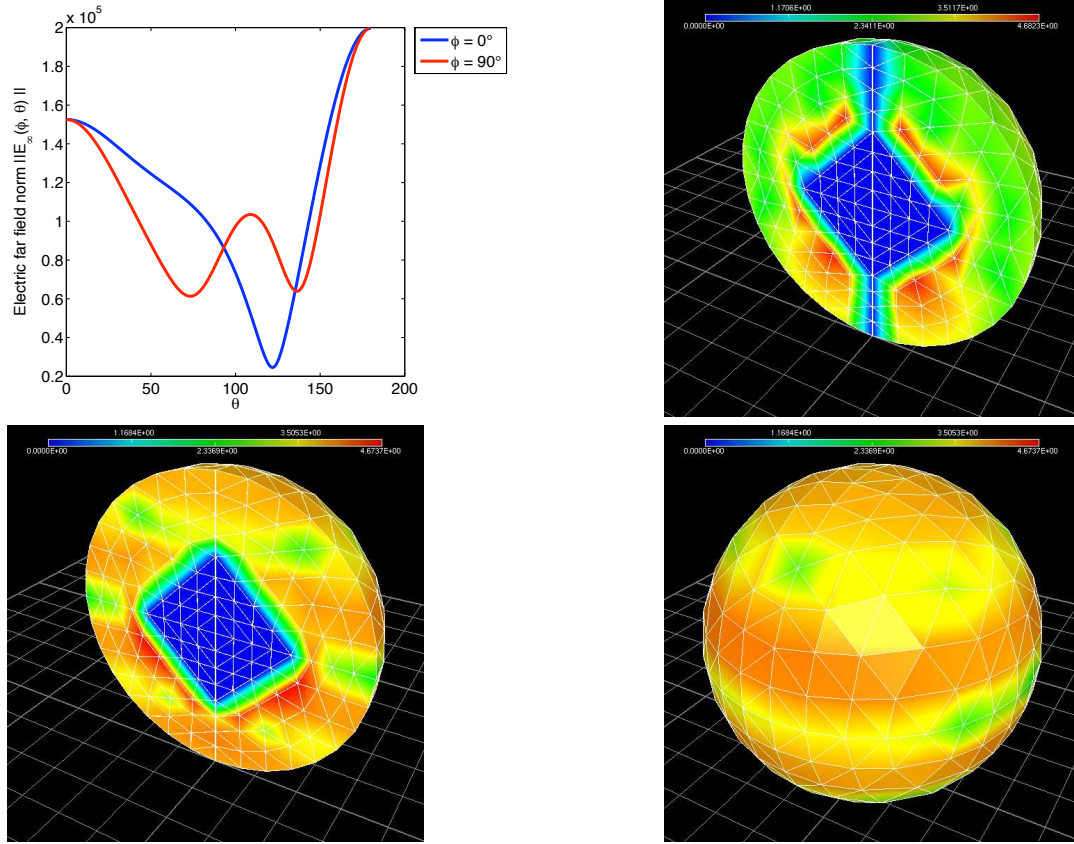 2 x 10^5
1.8
1.6
1.4
1.2
1
0.8
0.6
0.4
0.2
0 50 100 150 200
θ
Electric far field norm ||E_∞(ϕ, θ) ||
ϕ = 0°
ϕ = 90°
1.1706E+00 3.5117E+00
0.0000E+00 2.3411E+00 4.6823E+00
1.1684E+00 3.5053E+00
0.0000E+00 2.3369E+00 4.6737E+00
1.1684E+00 3.5053E+00
0.0000E+00 2.3369E+00 4.6737E+00